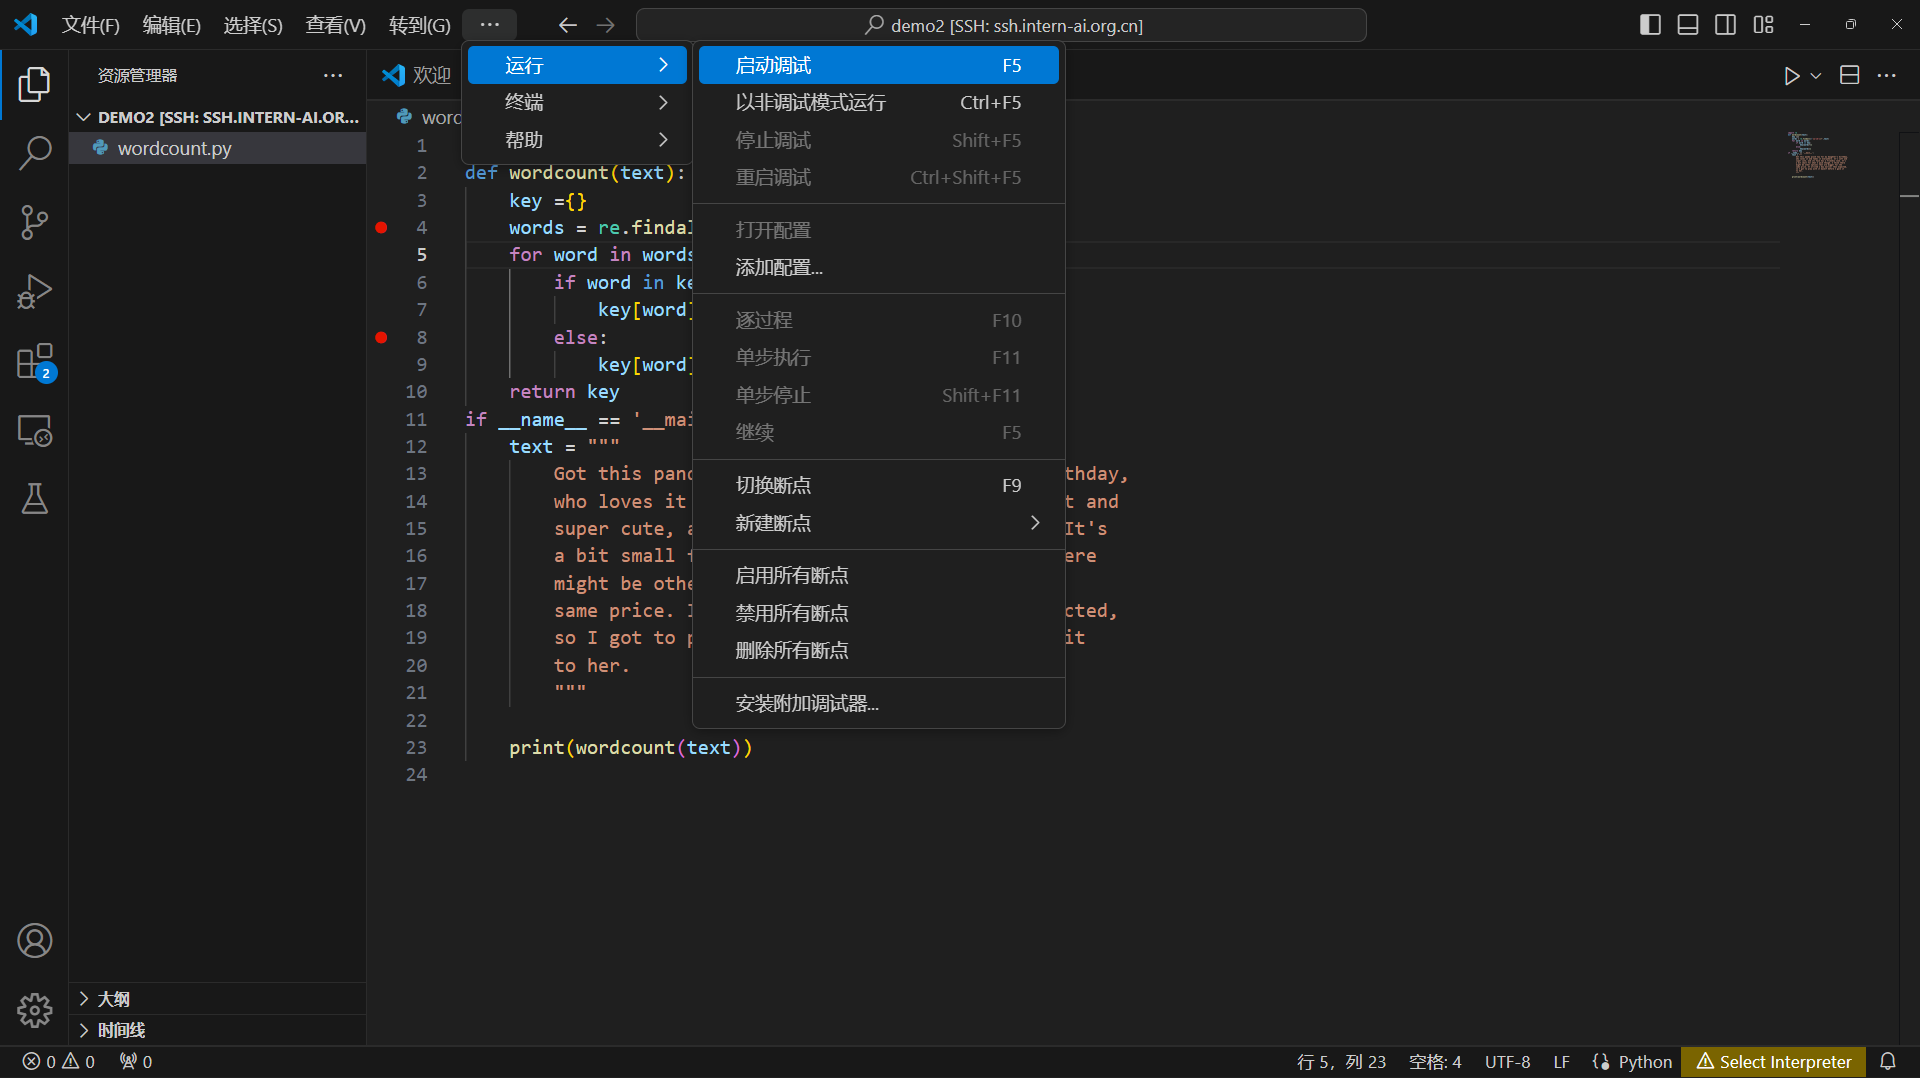 文件(F) 编辑(E) 选择(S) 查看(V) 转到(G) ··· demo2 [SSH: ssh.intern-ai.org.cn]
资源管理器 ···
欢迎
DEMO2 [SSH: SSH.INTERN-AI.OR...
wordcount.py
运行
终端
帮助
启动调试 F5
以非调试模式运行 Ctrl+F5
停止调试 Shift+F5
重启调试 Ctrl+Shift+F5
打开配置
添加配置...
逐过程 F10
单步执行 F11
单步停止 Shift+F11
继续 F5
切换断点 F9
新建断点
启用所有断点
禁用所有断点
删除所有断点
安装附加调试器...
word
1
2 def wordcount(text):
3 key ={}
4 words = re.findal
5 for word in words
6 if word in ke
7 key[word]
8 else:
9 key[word]
10 return key
11 if __name__ == '__mai
12 text = """
13 Got this pand thday,
14 who loves it t and
15 super cute, a It's
16 a bit small ere
17 might be othe
18 same price. I cted,
19 so I got to p it
20 to her.
21 """
22
23 print(wordcount(text))
24
2
大纲
时间线
0 0 0 行 5，列 23 空格: 4 UTF-8 LF Python Select Interpreter